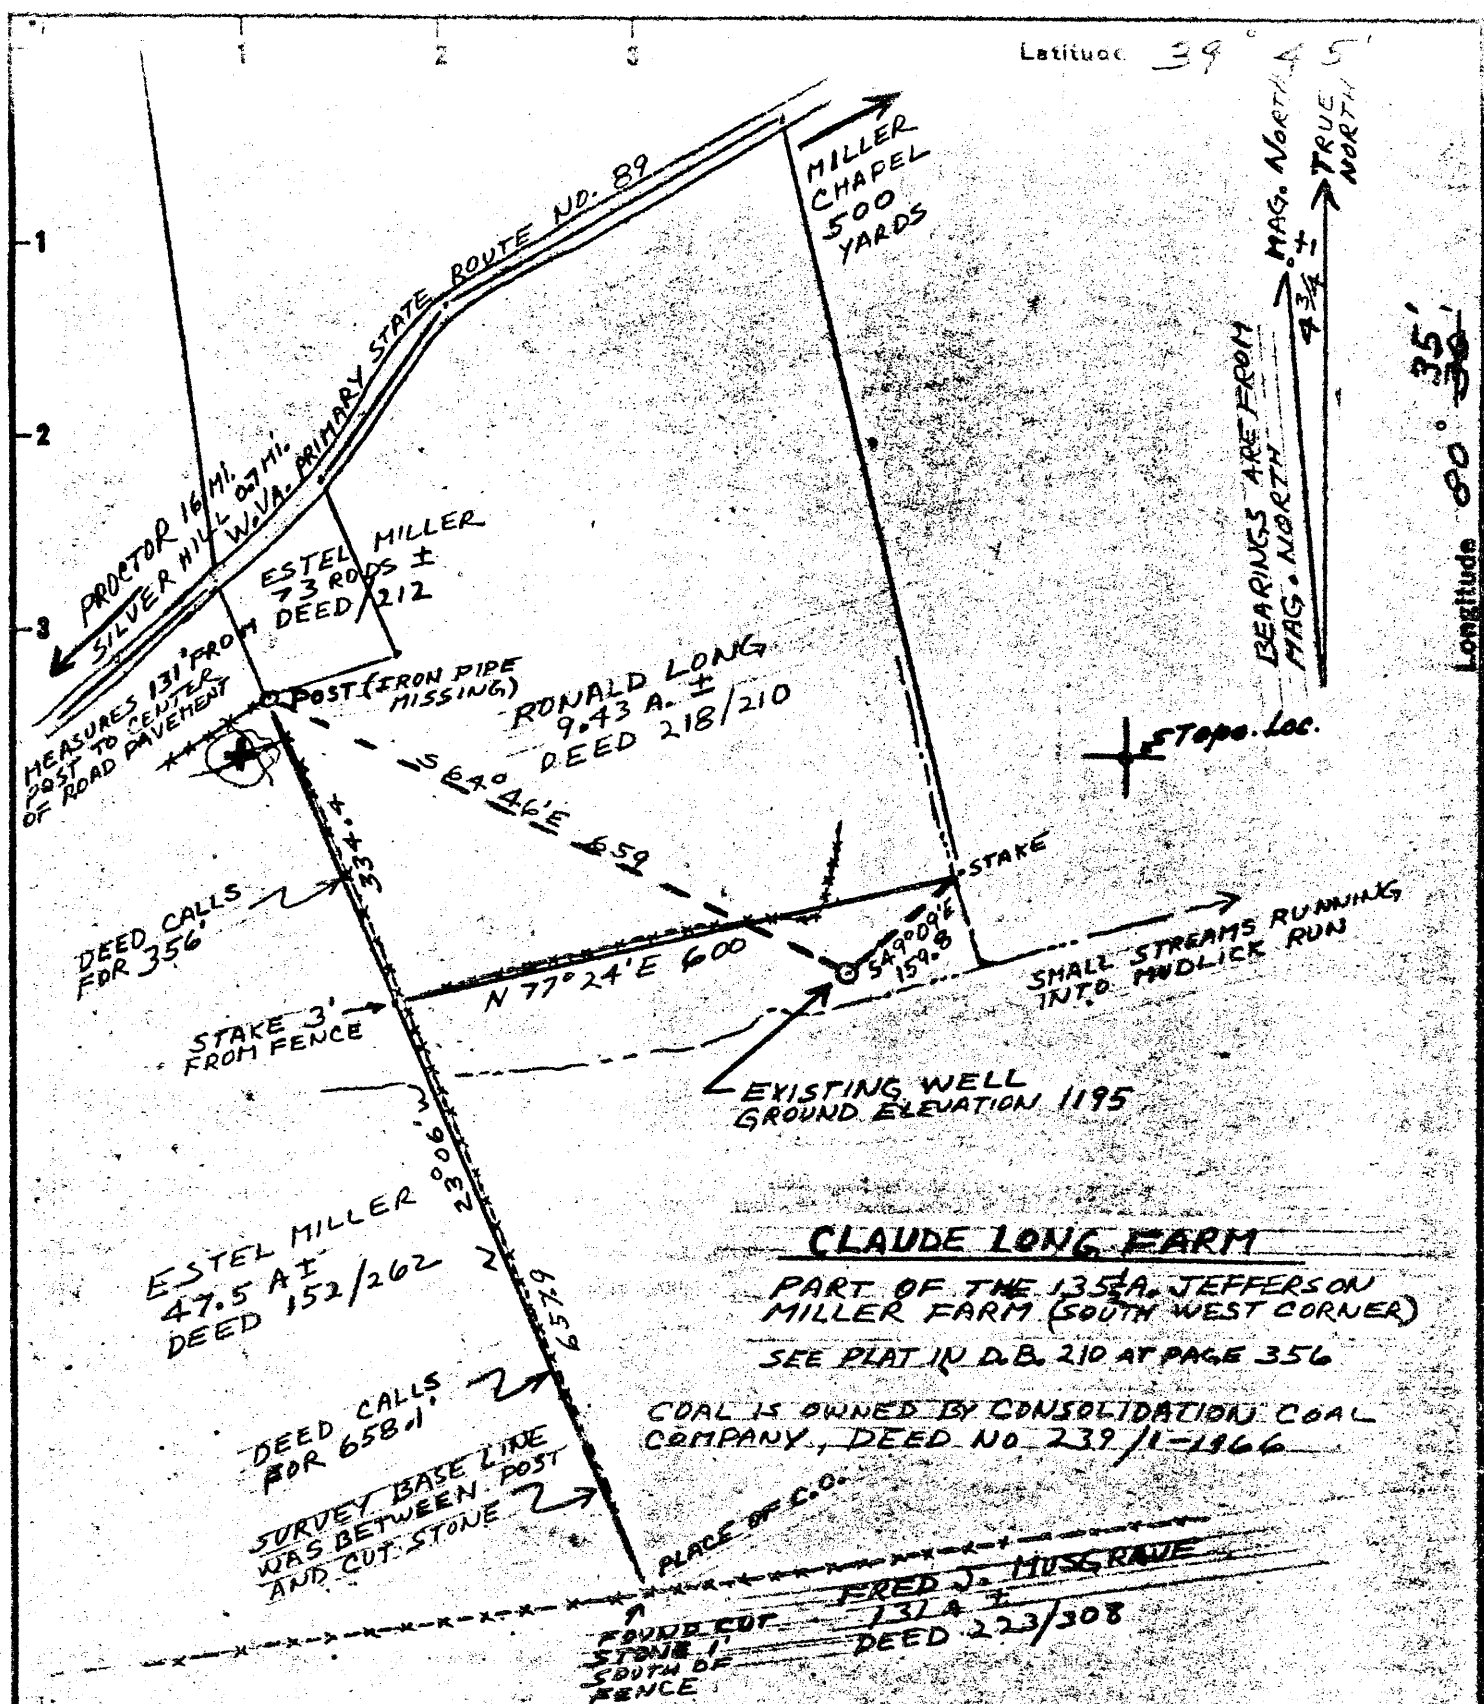 1 2 3
Latitude 39° 45'
1
2
3
MAG. NORTH
TRUE NORTH
4 3/4° ±
BEARINGS ARE FROM
MAG. NORTH
35'
Longitude 80° 30'
MILLER
CHAPEL
500
YARDS
W.VA. PRIMARY STATE ROUTE NO. 89
PROCTOR 16 MI.
SILVER HILL 0.7 MI.
ESTEL MILLER
73 RODS ±
DEED /212
MEASURES 131' FROM
POST TO CENTER
OF ROAD PAVEMENT
POST (IRON PIPE
MISSING)
RONALD LONG
9.43 A. ±
DEED 218/210
Topo. Loc.
S 64° 46' E 659
334.4
DEED CALLS
FOR 356'
STAKE
S49°09'E
159.8
N 77° 24' E 600
STAKE 3'
FROM FENCE
SMALL STREAMS RUNNING
INTO MUDLICK RUN
EXISTING WELL
GROUND ELEVATION 1195
N 23° 06' W
657.9
ESTEL MILLER
47.5 A ±
DEED 152/262
CLAUDE LONG FARM
PART OF THE 135 1/2 A. JEFFERSON
MILLER FARM (SOUTH WEST CORNER)
SEE PLAT IN D.B. 210 AT PAGE 356
DEED CALLS
FOR 658.1'
COAL IS OWNED BY CONSOLIDATION COAL
COMPANY, DEED NO 239/1-1966
SURVEY BASE LINE
WAS BETWEEN POST
AND CUT STONE
PLACE OF C.O.
FRED J. MUSGRAVE
131 A ±
DEED 223/308
FOUND CUT
STONE 1'
SOUTH OF
FENCE